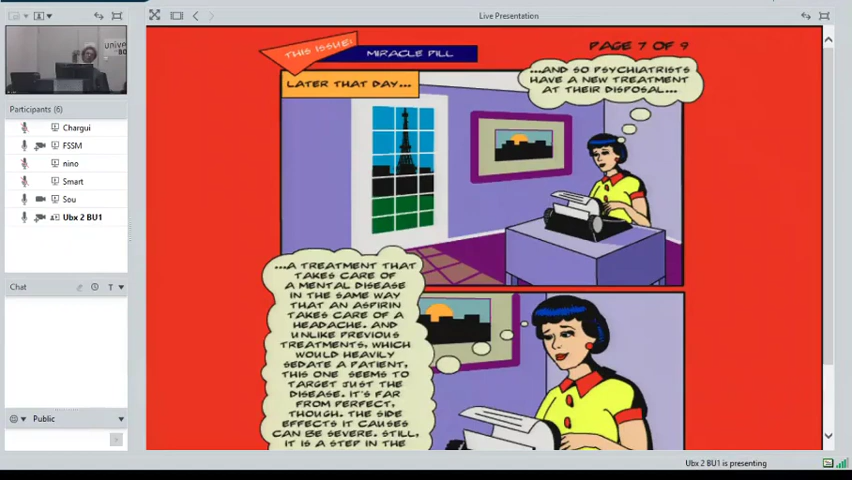 Live Presentation
UNIVE
BO
Participants (6)
Chargui
FSSM
nino
Smart
Sou
Ubx 2 BU1
Chat
Public
THIS ISSUE:
MIRACLE PILL
PAGE 7 OF 9
LATER THAT DAY...
...AND SO PSYCHIATRISTS
HAVE A NEW TREATMENT
AT THEIR DISPOSAL...
...A TREATMENT THAT
TAKES CARE OF
A MENTAL DISEASE
IN THE SAME WAY
THAT AN ASPIRIN
TAKES CARE OF A
HEADACHE. AND
UNLIKE PREVIOUS
TREATMENTS, WHICH
WOULD HEAVILY
SEDATE A PATIENT,
THIS ONE SEEMS TO
TARGET JUST THE
DISEASE. IT'S FAR
FROM PERFECT,
THOUGH. THE SIDE
EFFECTS IT CAUSES
CAN BE SEVERE. STILL,
IT IS A STEP IN THE
Ubx 2 BU1 is presenting